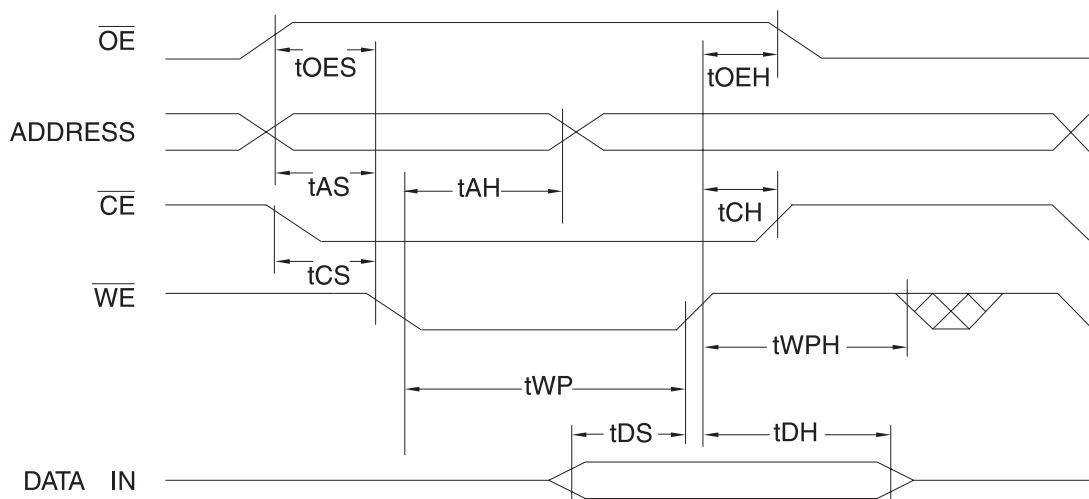 OE
tOES
tOEH
ADDRESS
tAS
tAH
tCH
CE
tCS
WE
tWPH
tWP
tDS
tDH
DATA IN